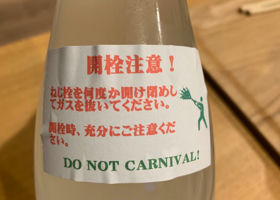 開栓注意！
ねじ栓を何度か開け閉めし
てガスを抜いてください。
開栓時、充分にご注意くだ
さい。
DO NOT CARNIVAL!